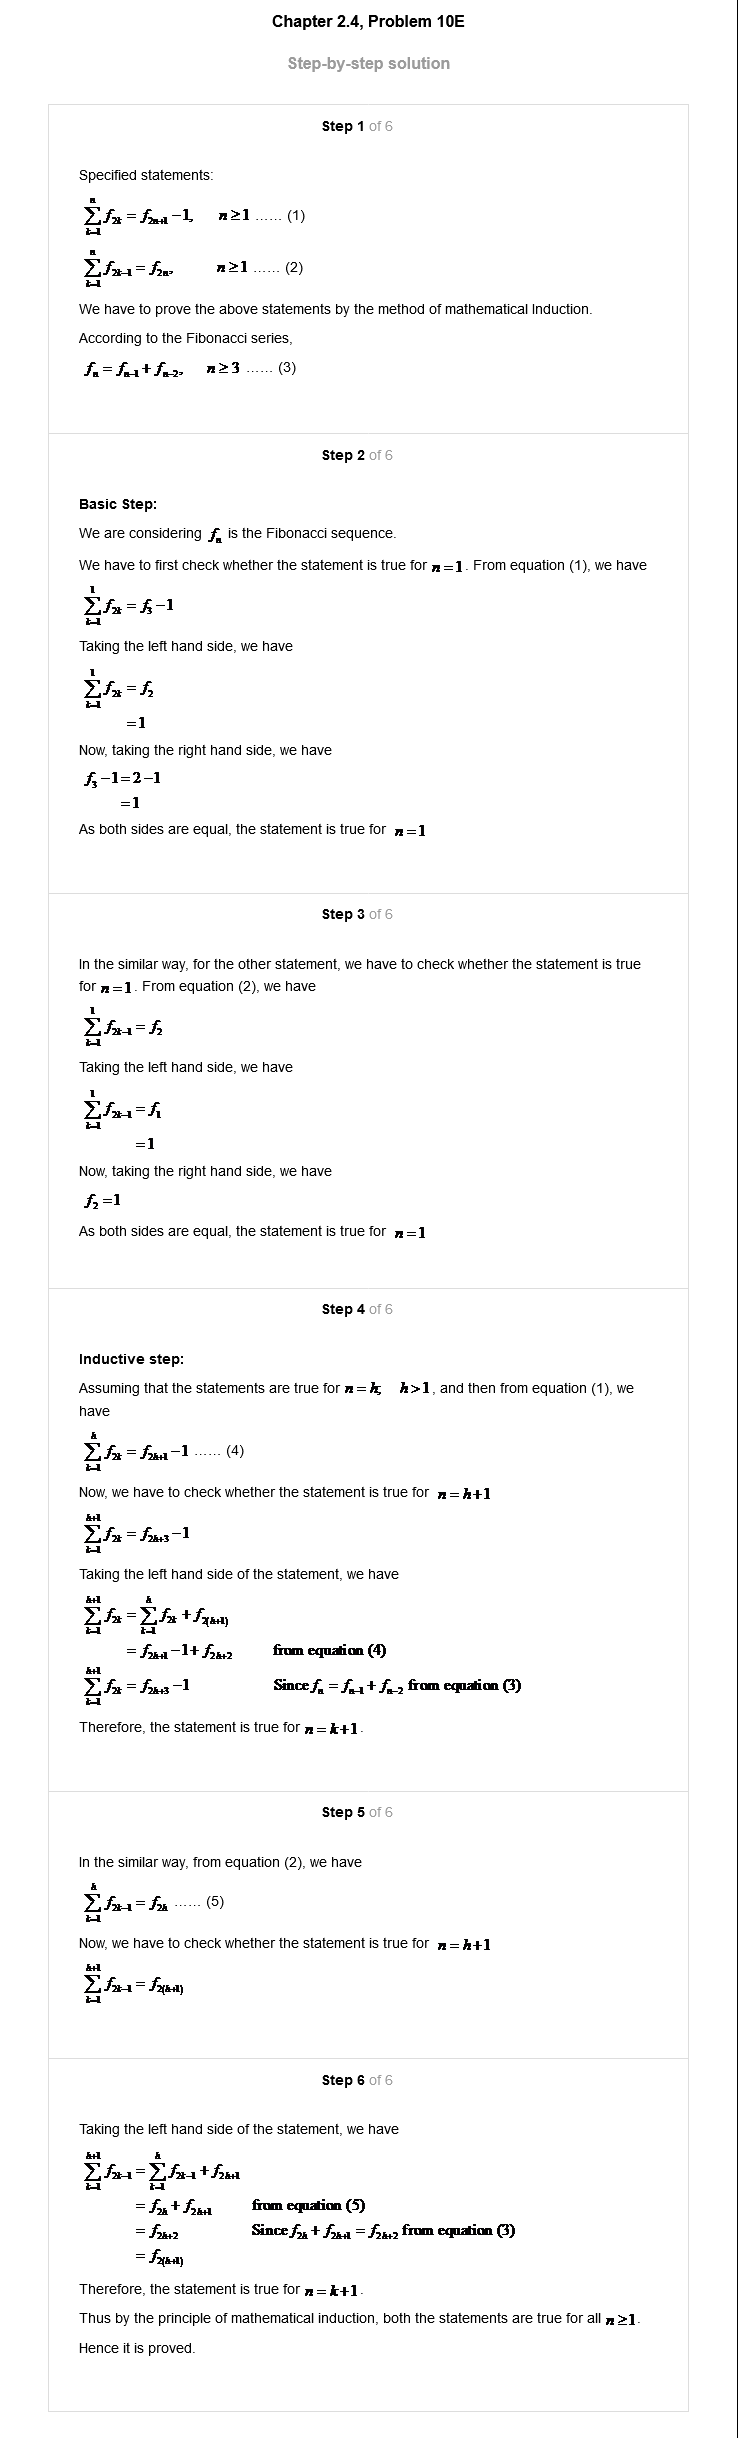 Chapter 2.4, Problem 10E
Step-by-step solution
Step 1 of 6
Specified statements:
\sum_{k=1}^{n} f_{2k} = f_{2n+1} − 1, n ≥ 1 ...... (1)
\sum_{k=1}^{n} f_{2k−1} = f_{2n}, n ≥ 1 ...... (2)
We have to prove the above statements by the method of mathematical Induction.
According to the Fibonacci series,
f_n = f_{n−1} + f_{n−2}, n ≥ 3 ...... (3)
Step 2 of 6
Basic Step:
We are considering f_n is the Fibonacci sequence.
We have to first check whether the statement is true for n = 1. From equation (1), we have
\sum_{k=1}^{1} f_{2k} = f_3 − 1
Taking the left hand side, we have
\sum_{k=1}^{1} f_{2k} = f_2
= 1
Now, taking the right hand side, we have
f_3 − 1 = 2 − 1
= 1
As both sides are equal, the statement is true for n = 1
Step 3 of 6
In the similar way, for the other statement, we have to check whether the statement is true
for n = 1. From equation (2), we have
\sum_{k=1}^{1} f_{2k−1} = f_2
Taking the left hand side, we have
\sum_{k=1}^{1} f_{2k−1} = f_1
= 1
Now, taking the right hand side, we have
f_2 = 1
As both sides are equal, the statement is true for n = 1
Step 4 of 6
Inductive step:
Assuming that the statements are true for n = h, h > 1, and then from equation (1), we
have
\sum_{k=1}^{h} f_{2k} = f_{2h+1} − 1 ...... (4)
Now, we have to check whether the statement is true for n = h + 1
\sum_{k=1}^{h+1} f_{2k} = f_{2h+3} − 1
Taking the left hand side of the statement, we have
\sum_{k=1}^{h+1} f_{2k} = \sum_{k=1}^{h} f_{2k} + f_{2(h+1)}
= f_{2h+1} − 1 + f_{2h+2} from equation (4)
\sum_{k=1}^{h+1} f_{2k} = f_{2h+3} − 1 Since f_n = f_{n−1} + f_{n−2} from equation (3)
Therefore, the statement is true for n = k + 1.
Step 5 of 6
In the similar way, from equation (2), we have
\sum_{k=1}^{h} f_{2k−1} = f_{2h} ...... (5)
Now, we have to check whether the statement is true for n = h + 1
\sum_{k=1}^{h+1} f_{2k−1} = f_{2(h+1)}
Step 6 of 6
Taking the left hand side of the statement, we have
\sum_{k=1}^{h+1} f_{2k−1} = \sum_{k=1}^{h} f_{2k−1} + f_{2h+1}
= f_{2h} + f_{2h+1} from equation (5)
= f_{2h+2} Since f_{2h} + f_{2h+1} = f_{2h+2} from equation (3)
= f_{2(h+1)}
Therefore, the statement is true for n = k + 1.
Thus by the principle of mathematical induction, both the statements are true for all n ≥ 1.
Hence it is proved.